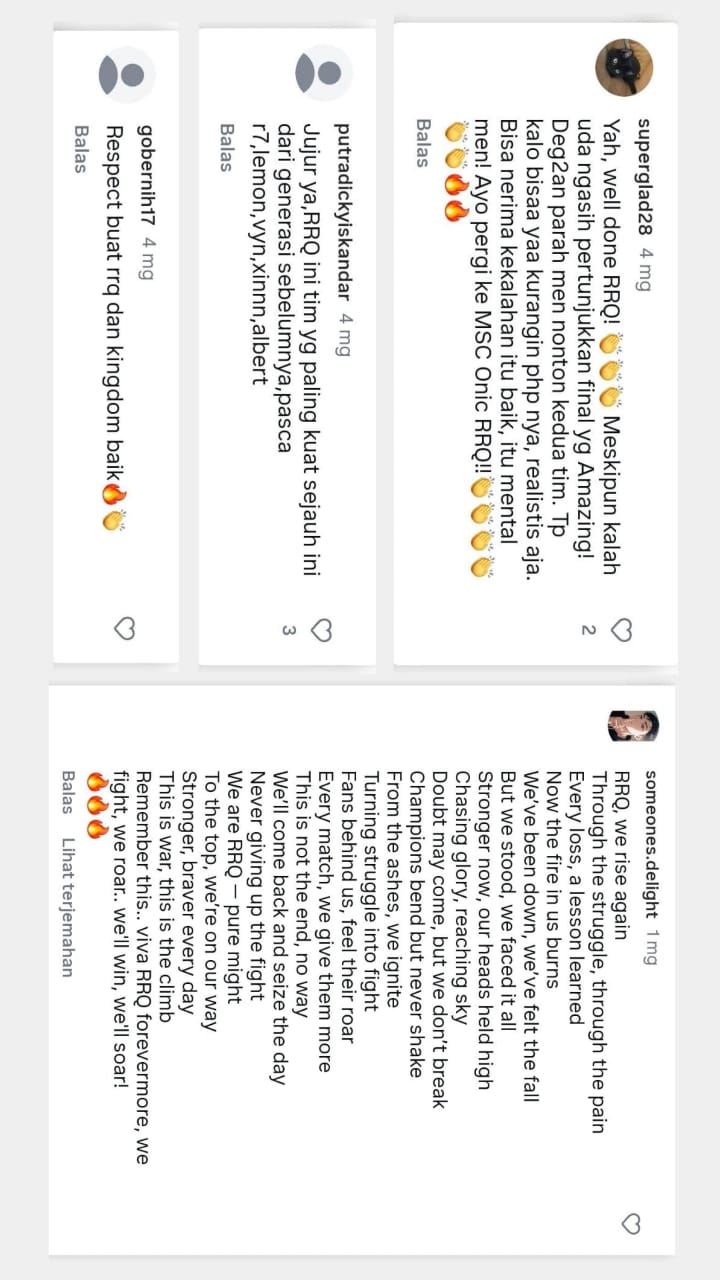 superglad28 4 mg
Yah, well done RRQ! 👏👏👏 Meskipun kalah
uda ngasih pertunjukkan final yg Amazing!
Deg2an parah men nonton kedua tim. Tp
kalo bisaa yaa kurangin php nya, realistis aja.
Bisa nerima kekalahan itu baik, itu mental
men! Ayo pergi ke MSC Onic RRQ!!👏👏👏👏
👏👏🔥🔥
2
Balas
putradickyiskandar 4 mg
Jujur ya,RRQ ini tim yg paling kuat sejauh ini
dari generasi sebelumnya,pasca
r7,lemon,vyn,xinnn,albert
3
Balas
gobernih17 4 mg
Respect buat rrq dan kingdom baik🔥👏
Balas
someones.delight 1 mg
RRQ, we rise again
Through the struggle, through the pain
Every loss, a lesson learned
Now the fire in us burns
We’ve been down, we’ve felt the fall
But we stood, we faced it all
Stronger now, our heads held high
Chasing glory, reaching sky
Doubt may come, but we don’t break
Champions bend but never shake
From the ashes, we ignite
Turning struggle into fight
Fans behind us, feel their roar
Every match, we give them more
This is not the end, no way
We’ll come back and seize the day
Never giving up the fight
We are RRQ — pure might
To the top, we’re on our way
Stronger, braver every day
This is war, this is the climb
Remember this.. viva RRQ forevermore, we
fight, we roar.. we'll win, we'll soar!
🔥🔥🔥
Balas Lihat terjemahan